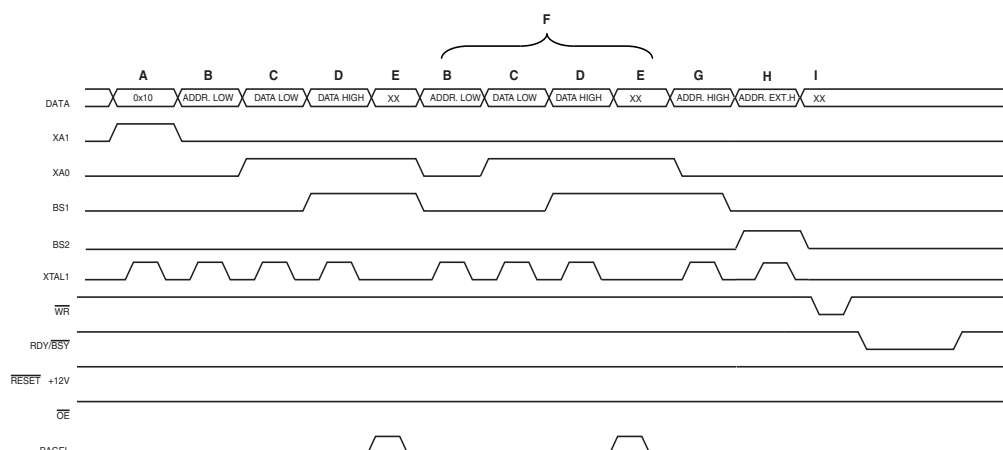 F
A B C D E B C D E G H I
DATA 0x10 ADDR. LOW DATA LOW DATA HIGH XX ADDR. LOW DATA LOW DATA HIGH XX ADDR. HIGH ADDR. EXT.H XX
XA1
XA0
BS1
BS2
XTAL1
WR
RDY/BSY
RESET +12V
OE